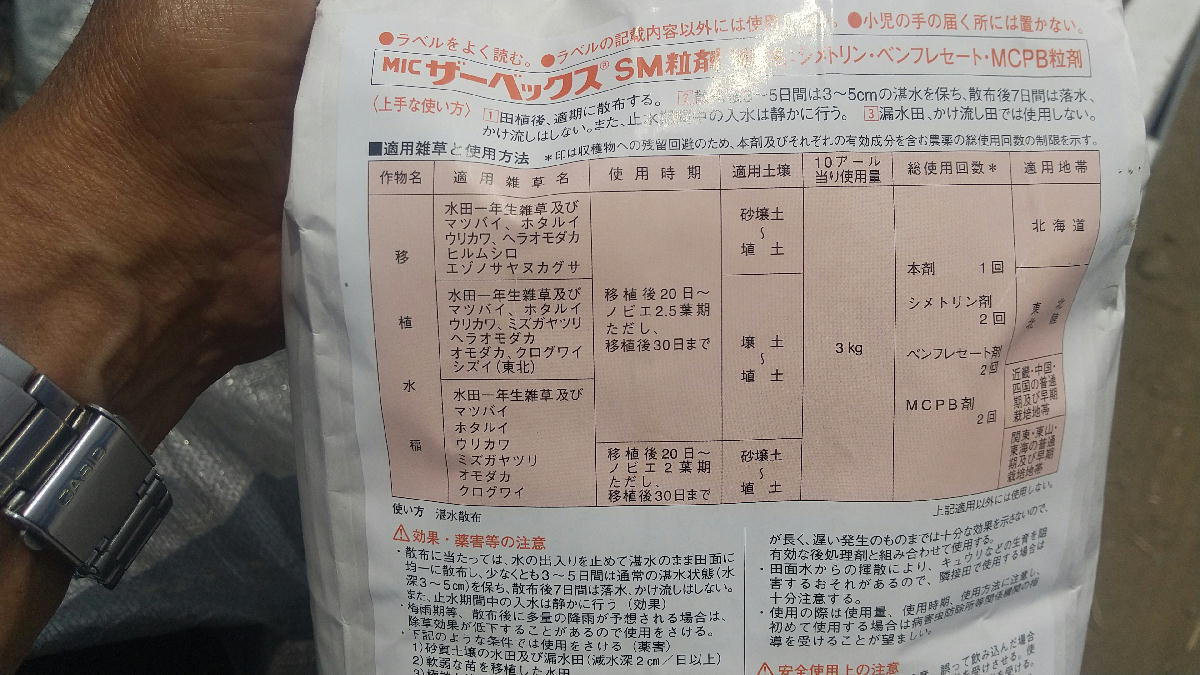 ●ラベルをよく読む。 ●ラベルの記載内容以外には使用 ●小児の手の届く所には置かない。
MICザーベックス® SM粒剤 シメトリン・ベンフレセート・MCPB粒剤
〈上手な使い方〉 1田植後、適期に散布する。 2 5日間は3～5cmの湛水を保ち、散布後7日間は落水、
かけ流しはしない。また、止水 中の入水は静かに行う。 3漏水田、かけ流し田では使用しない。
■適用雑草と使用方法 *印は収穫物への残留回避のため、本剤及びそれぞれの有効成分を含む農薬の総使用回数の制限を示す。
作物名 適用雑草名 使用時期 適用土壌 10アール当り使用量 総使用回数* 適用地帯
移植水稲
水田一年生雑草及び
マツバイ、ホタルイ
ウリカワ、ヘラオモダカ
ヒルムシロ
エゾノサヤヌカグサ
水田一年生雑草及び
マツバイ、ホタルイ
ウリカワ、ミズガヤツリ
ヘラオモダカ
オモダカ、クログワイ
シズイ(東北)
水田一年生雑草及び
マツバイ
ホタルイ
ウリカワ
ミズガヤツリ
オモダカ
クログワイ
移植後20日～
ノビエ2.5葉期
ただし、
移植後30日まで
移植後20日～
ノビエ2葉期
ただし、
移植後30日まで
砂壌土
～
埴土
壌土
～
埴土
砂壌土
～
埴土
3kg
本剤 1回
シメトリン剤
2回
ベンフレセート剤
2回
MCPB剤
2回
北海道
東北
北陸
近畿・中国・
四国の普通
期及び早期
栽培地帯
関東・東山・
東海の普通
期及び早期
栽培地帯
使い方 湛水散布
上記適用以外には使用しない。
⚠効果・薬害等の注意
・散布に当たっては、水の出入りを止めて湛水のまま田面に
均一に散布し、少なくとも3～5日間は通常の湛水状態(水
深3～5cm)を保ち、散布後7日間は落水、かけ流しはしない。
また、止水期間中の入水は静かに行う(効果)
・梅雨期等、散布後に多量の降雨が予想される場合は、
除草効果が低下することがあるので使用をさける。
・下記のような条件では使用をさける(薬害)
1)砂質土壌の水田及び漏水田(減水深2cm/日以上)
2)軟弱な苗を移植した水田
が長く、遅い発生のものまでは十分な効果を示さないので、
有効な後処理剤と組み合わせて使用する。
・田面水からの揮散により、キュウリなどの生育を阻
害するおそれがあるので、隣接田で使用する場合は
十分注意する。
・使用の際は使用量、使用時期、使用方法に注意し、
初めて使用する場合は病害虫防除所等関係機関の指
導を受けることが望ましい。
⚠安全使用上の注意
誤って飲み込んだ場合